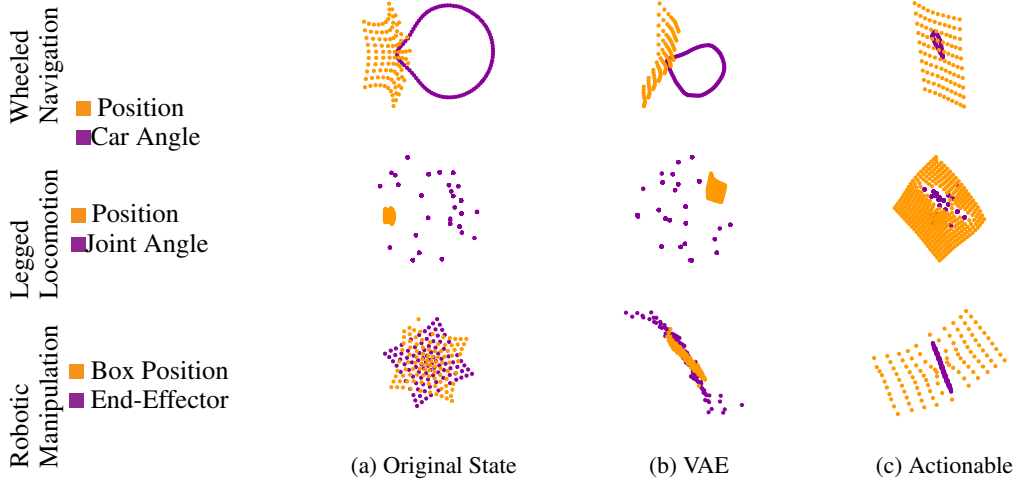 Wheeled
Navigation
Position
Car Angle
Legged
Locomotion
Position
Joint Angle
Robotic
Manipulation
Box Position
End-Effector
(a) Original State
(b) VAE
(c) Actionable